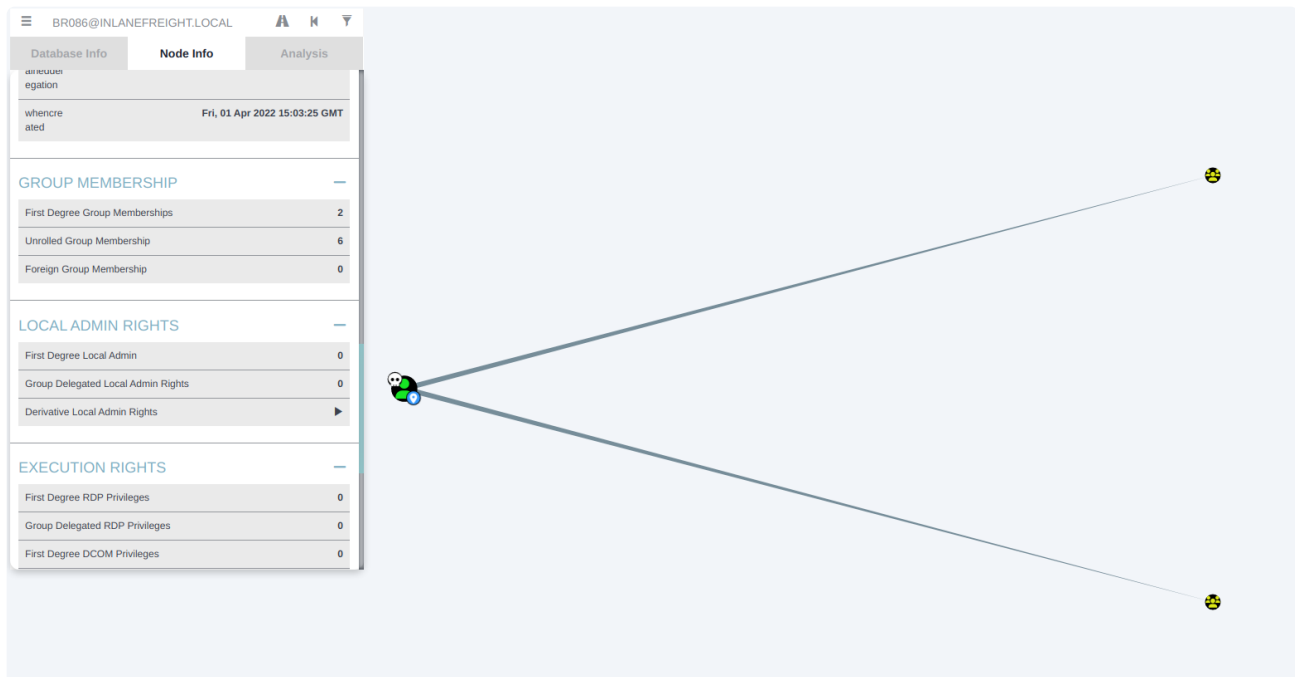 BR086@INLANEFREIGHT.LOCAL
Database Info
Node Info
Analysis
egation
whencre
ated
Fri, 01 Apr 2022 15:03:25 GMT
GROUP MEMBERSHIP
First Degree Group Memberships 2
Unrolled Group Membership 6
Foreign Group Membership 0
LOCAL ADMIN RIGHTS
First Degree Local Admin 0
Group Delegated Local Admin Rights 0
Derivative Local Admin Rights
EXECUTION RIGHTS
First Degree RDP Privileges 0
Group Delegated RDP Privileges 0
First Degree DCOM Privileges 0